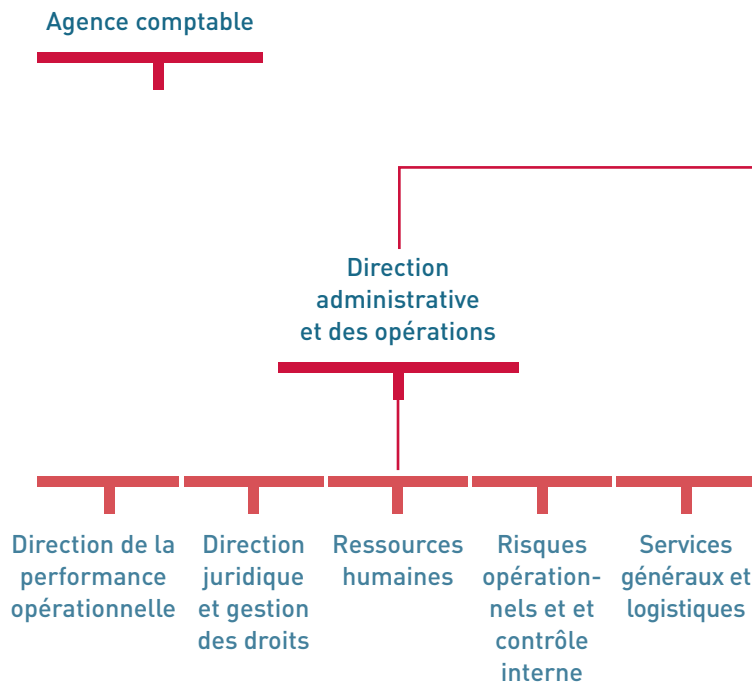 Agence comptable
Direction
administrative
et des opérations
Direction de la
performance
opérationnelle
Direction
juridique
et gestion
des droits
Ressources
humaines
Risques
opération-
nels et et
contrôle
interne
Services
généraux et
logistiques